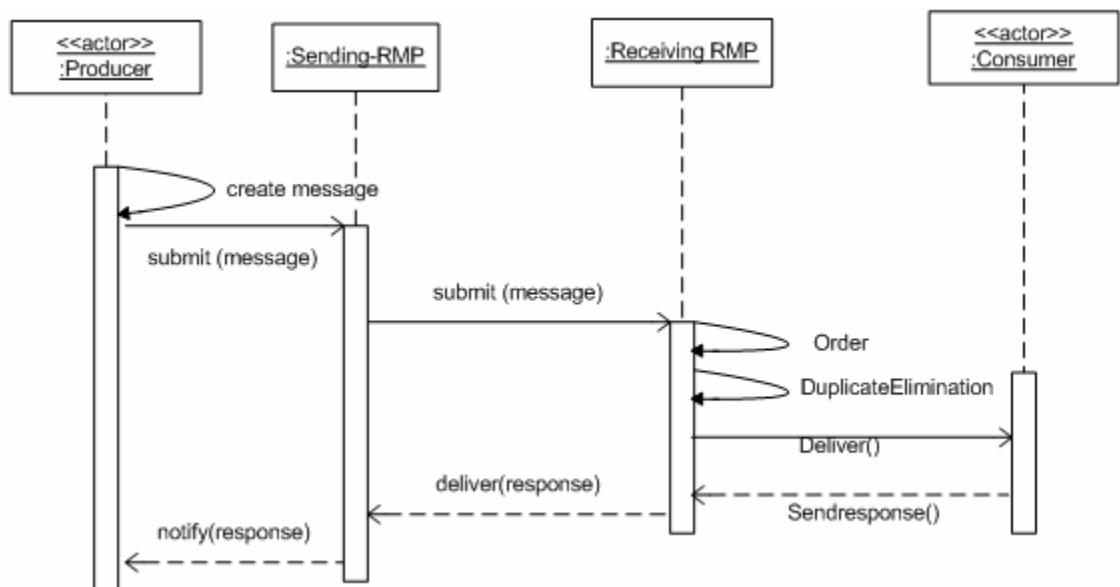 <<actor>>
:Producer
:Sending-RMP
:Receiving RMP
<<actor>>
:Consumer
create message
submit (message)
submit (message)
Order
DuplicateElimination
Deliver()
deliver(response)
Sendresponse()
notify(response)